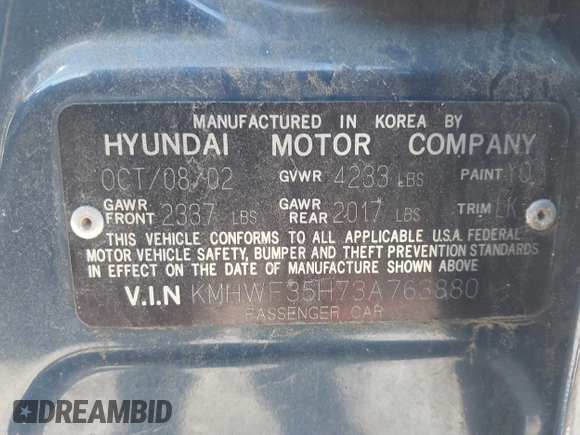 MANUFACTURED IN KOREA BY
HYUNDAI MOTOR COMPANY
OCT/08/02 GVWR 4233 LBS PAINT YQ
GAWR FRONT 2337 LBS GAWR REAR 2017 LBS TRIM LK
THIS VEHICLE CONFORMS TO ALL APPLICABLE U.S.A. FEDERAL
MOTOR VEHICLE SAFETY, BUMPER AND THEFT PREVENTION STANDARDS
IN EFFECT ON THE DATE OF MANUFACTURE SHOWN ABOVE
V.I.N KMHWF35H73A763880
PASSENGER CAR
DREAMBID